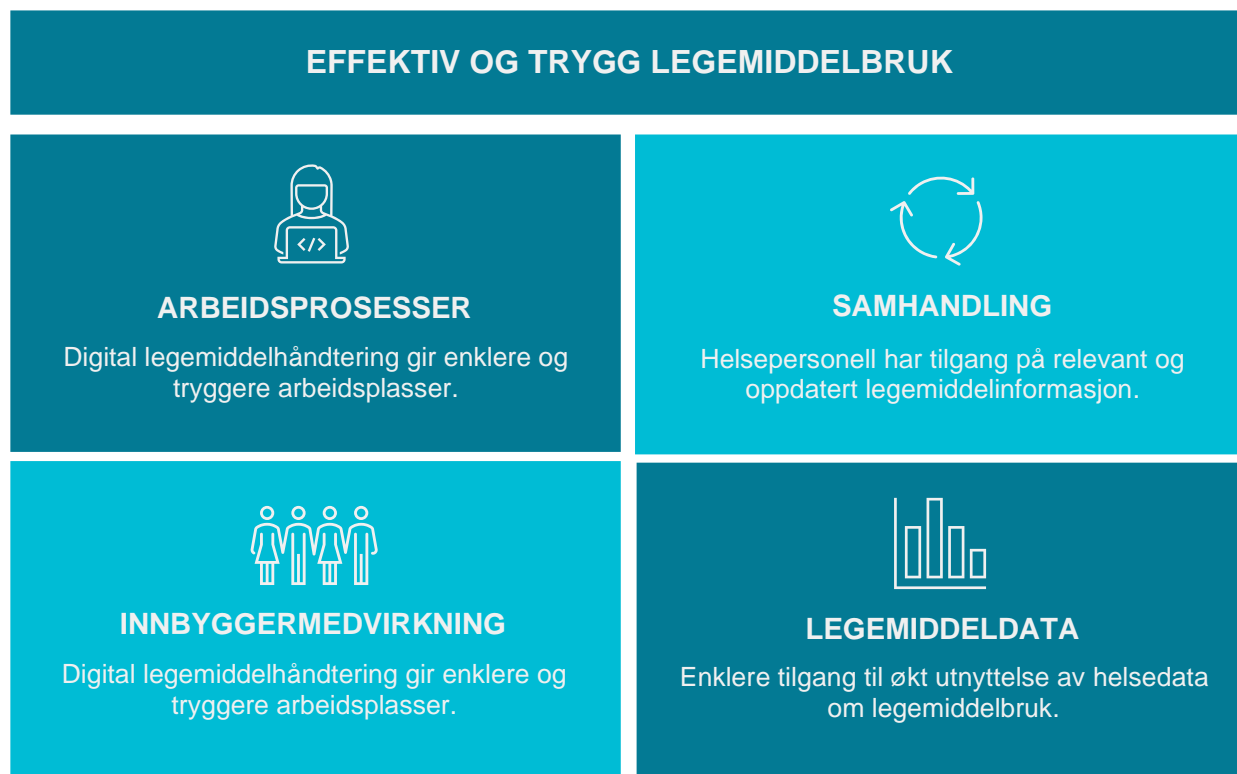 EFFEKTIV OG TRYGG LEGEMIDDELBRUK
</>
ARBEIDSPROSESSER
Digital legemiddelhåndtering gir enklere og
tryggere arbeidsplasser.
SAMHANDLING
Helsepersonell har tilgang på relevant og
oppdatert legemiddelinformasjon.
INNBYGGERMEDVIRKNING
Digital legemiddelhåndtering gir enklere og
tryggere arbeidsplasser.
LEGEMIDDELDATA
Enklere tilgang til økt utnyttelse av helsedata
om legemiddelbruk.